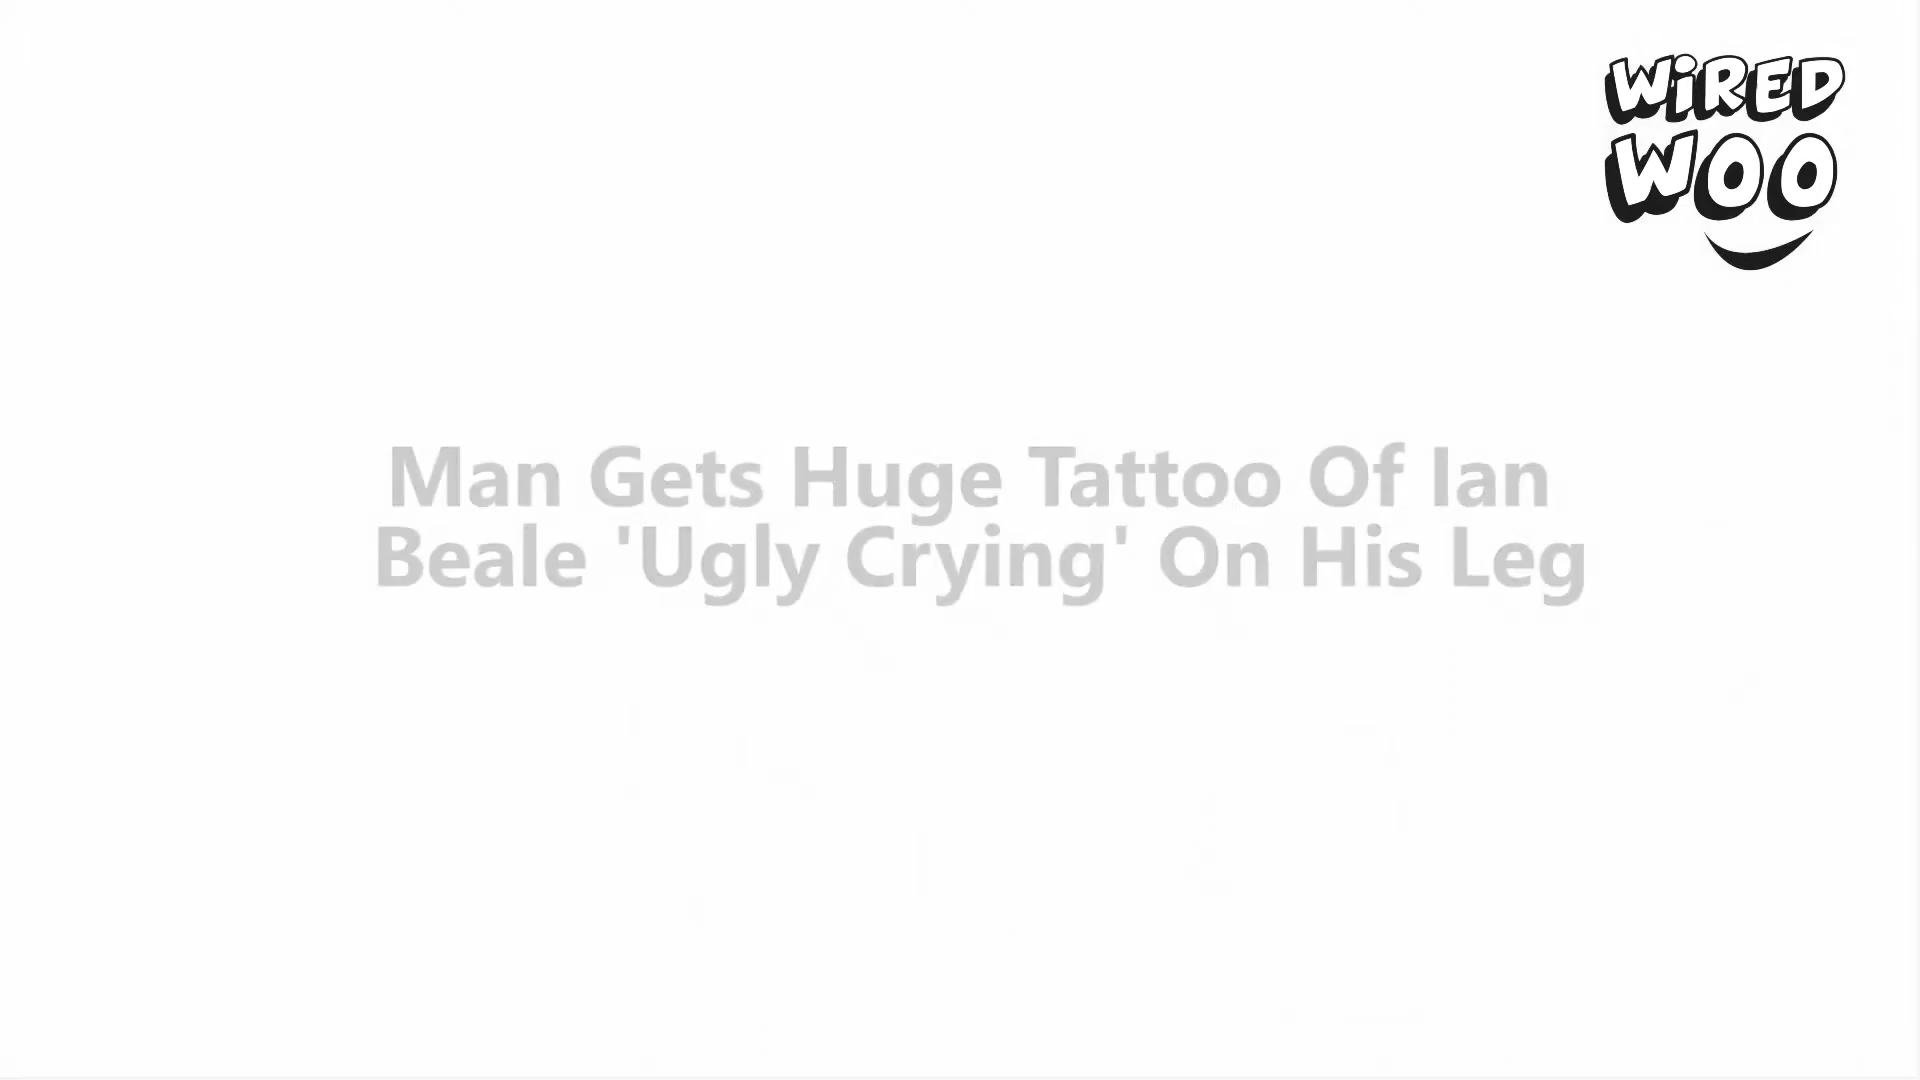 WiRED
WOO
Man Gets Huge Tattoo Of Ian
Beale 'Ugly Crying' On His Leg